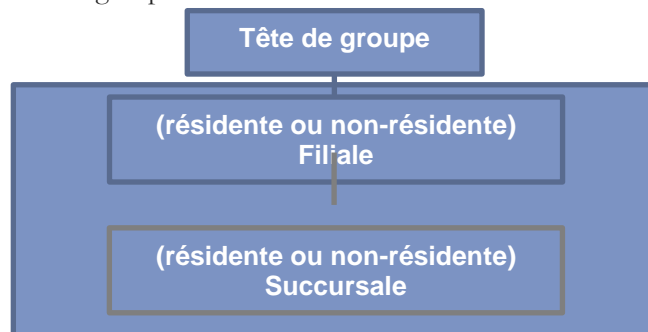 Tête de groupe
(résidente ou non-résidente)
Filiale
(résidente ou non-résidente)
Succursale